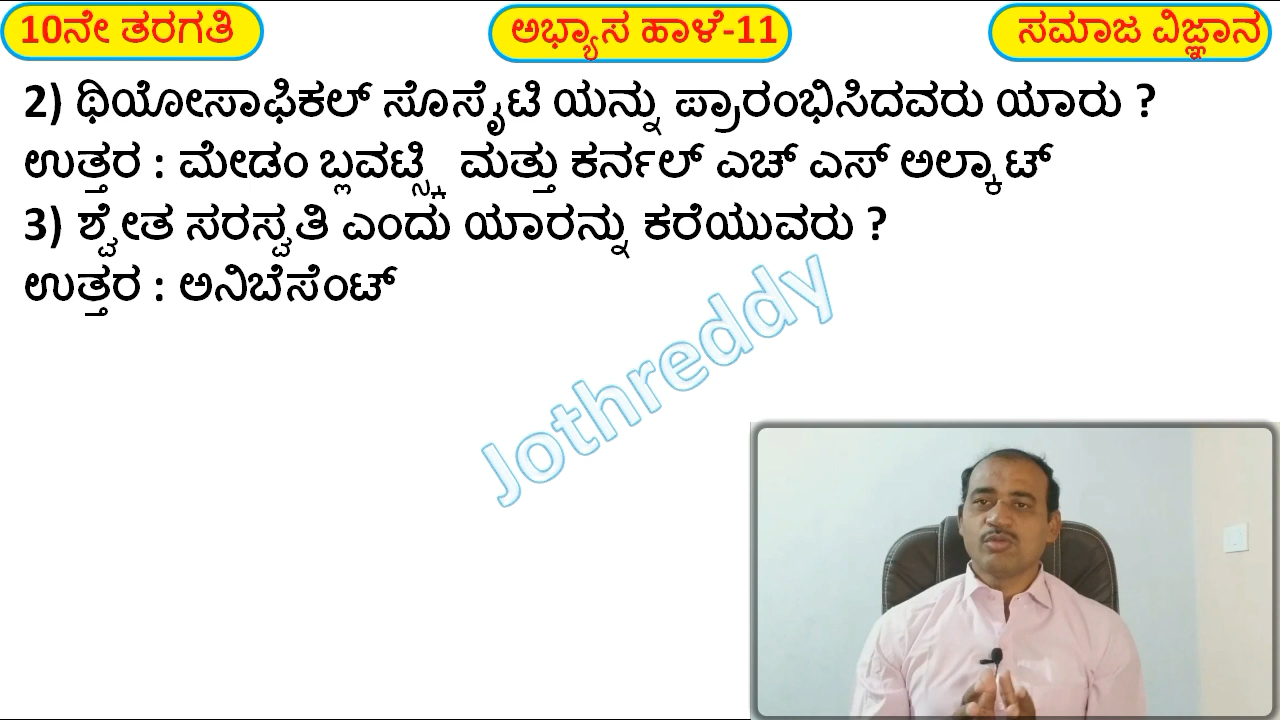 10ನೇ ತರಗತಿ
ಅಭ್ಯಾಸ ಹಾಳೆ-11
ಸಮಾಜ ವಿಜ್ಞಾನ
2) ಥಿಯೋಸಾಫಿಕಲ್ ಸೊಸೈಟಿ ಯನ್ನು ಪ್ರಾರಂಭಿಸಿದವರು ಯಾರು ?
ಉತ್ತರ : ಮೇಡಂ ಬ್ಲವಟ್ಸ್ಕಿ ಮತ್ತು ಕರ್ನಲ್ ಎಚ್ ಎಸ್ ಅಲ್ಕಾಟ್
3) ಶ್ವೇತ ಸರಸ್ವತಿ ಎಂದು ಯಾರನ್ನು ಕರೆಯುವರು ?
ಉತ್ತರ : ಅನಿಬೆಸೆಂಟ್
Jothreddy